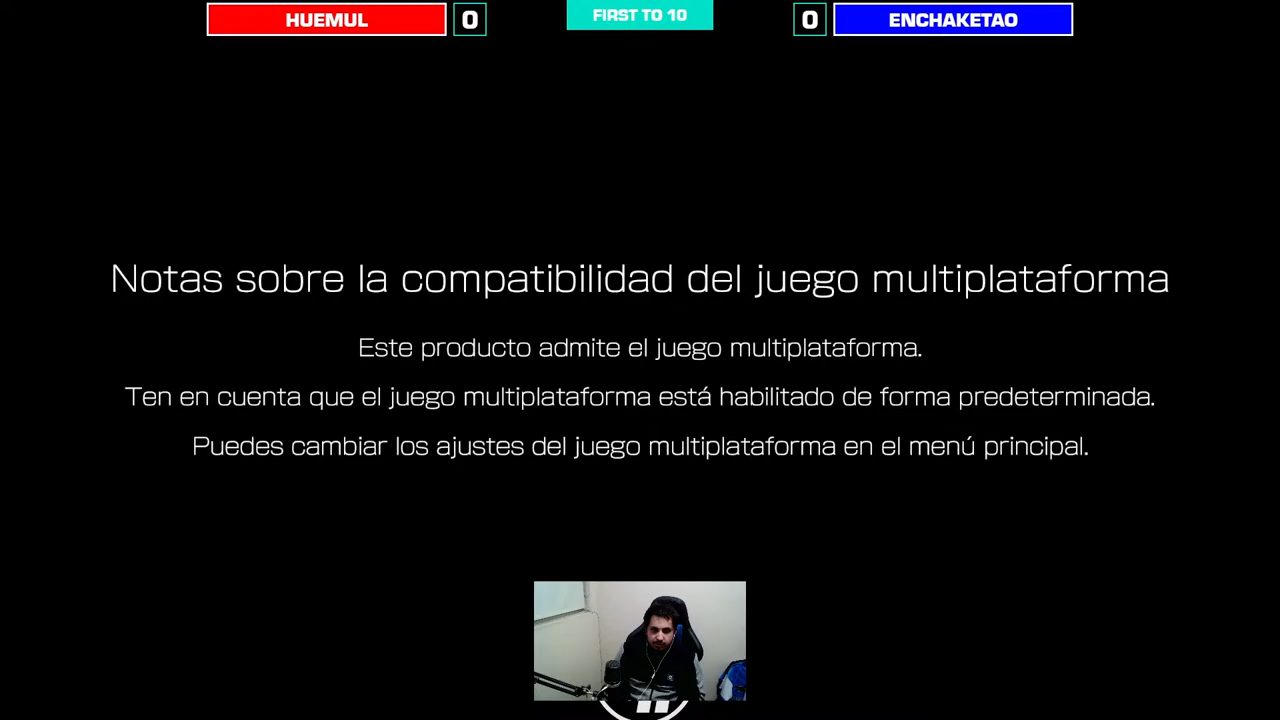 HUEMUL 0 FIRST TO 10 0 ENCHAKETAO
Notas sobre la compatibilidad del juego multiplataforma
Este producto admite el juego multiplataforma.
Ten en cuenta que el juego multiplataforma está habilitado de forma predeterminada.
Puedes cambiar los ajustes del juego multiplataforma en el menú principal.